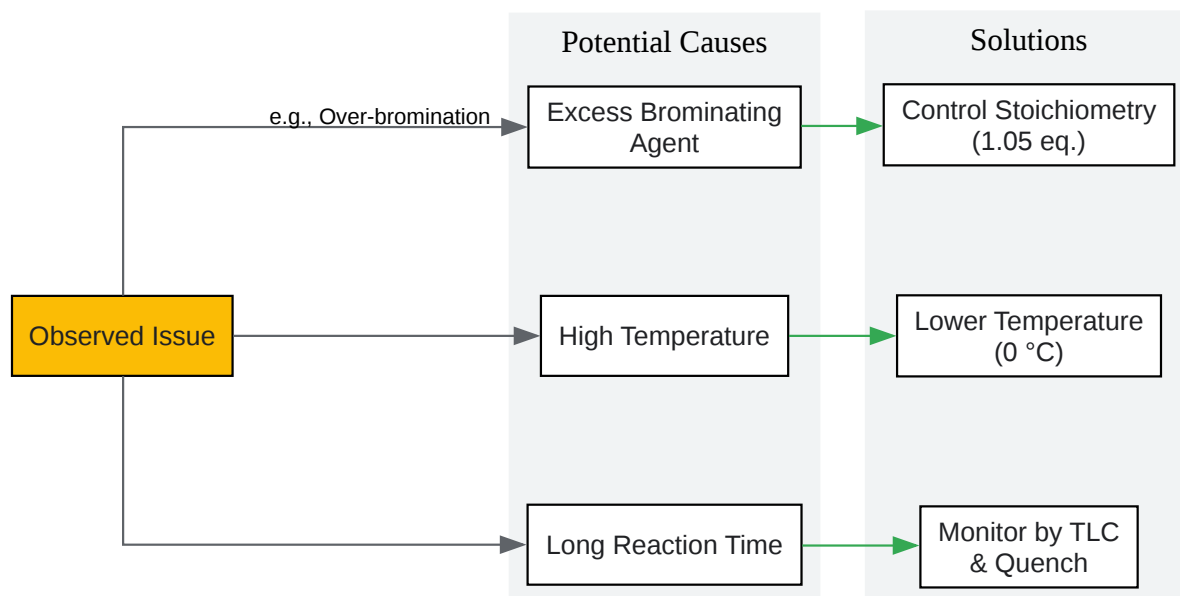 Potential Causes
Solutions
e.g., Over-bromination
Excess Brominating
Agent
Control Stoichiometry
(1.05 eq.)
Observed Issue
High Temperature
Lower Temperature
(0 °C)
Long Reaction Time
Monitor by TLC
& Quench